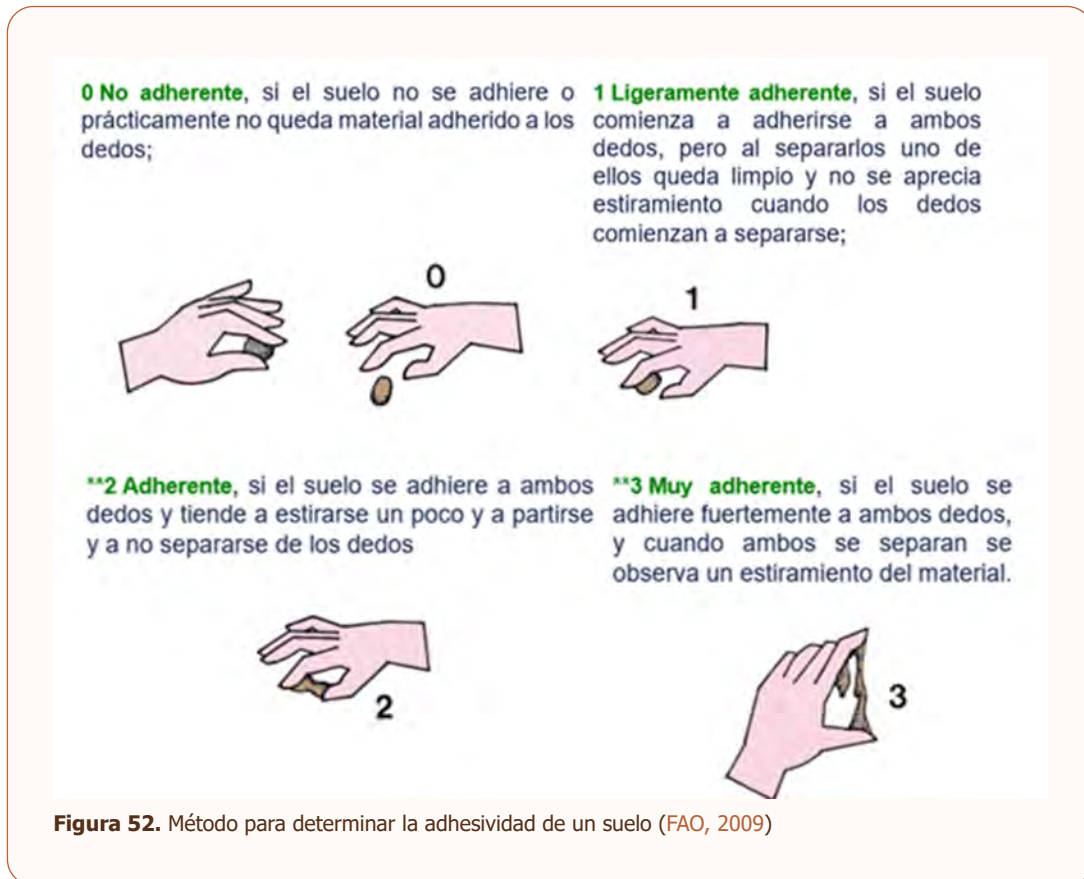 0 No adherente, si el suelo no se adhiere o
prácticamente no queda material adherido a los
dedos;
1 Ligeramente adherente, si el suelo
comienza a adherirse a ambos
dedos, pero al separarlos uno de
ellos queda limpio y no se aprecia
estiramiento cuando los dedos
comienzan a separarse;
0
1
**2 Adherente, si el suelo se adhiere a ambos
dedos y tiende a estirarse un poco y a partirse
y a no separarse de los dedos
**3 Muy adherente, si el suelo se
adhiere fuertemente a ambos dedos,
y cuando ambos se separan se
observa un estiramiento del material.
2
3
Figura 52. Método para determinar la adhesividad de un suelo (FAO, 2009)